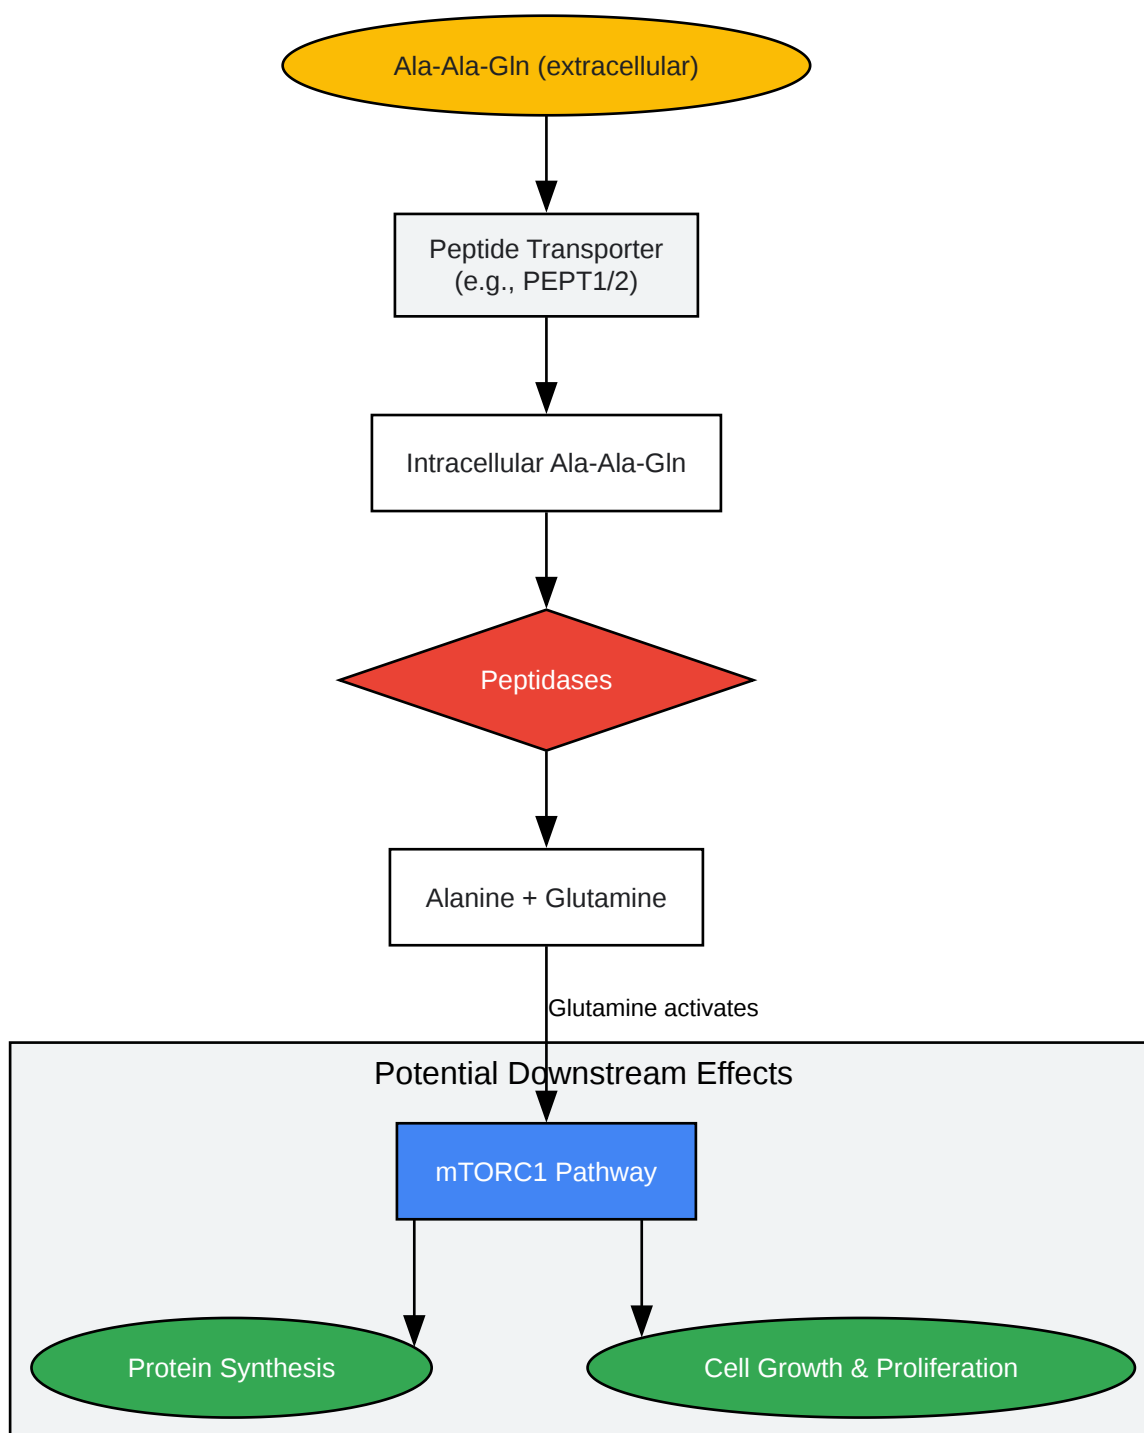 Ala-Ala-Gln (extracellular)
Peptide Transporter
(e.g., PEPT1/2)
Intracellular Ala-Ala-Gln
Peptidases
Alanine + Glutamine
Glutamine activates
Potential Downstream Effects
mTORC1 Pathway
Protein Synthesis
Cell Growth & Proliferation